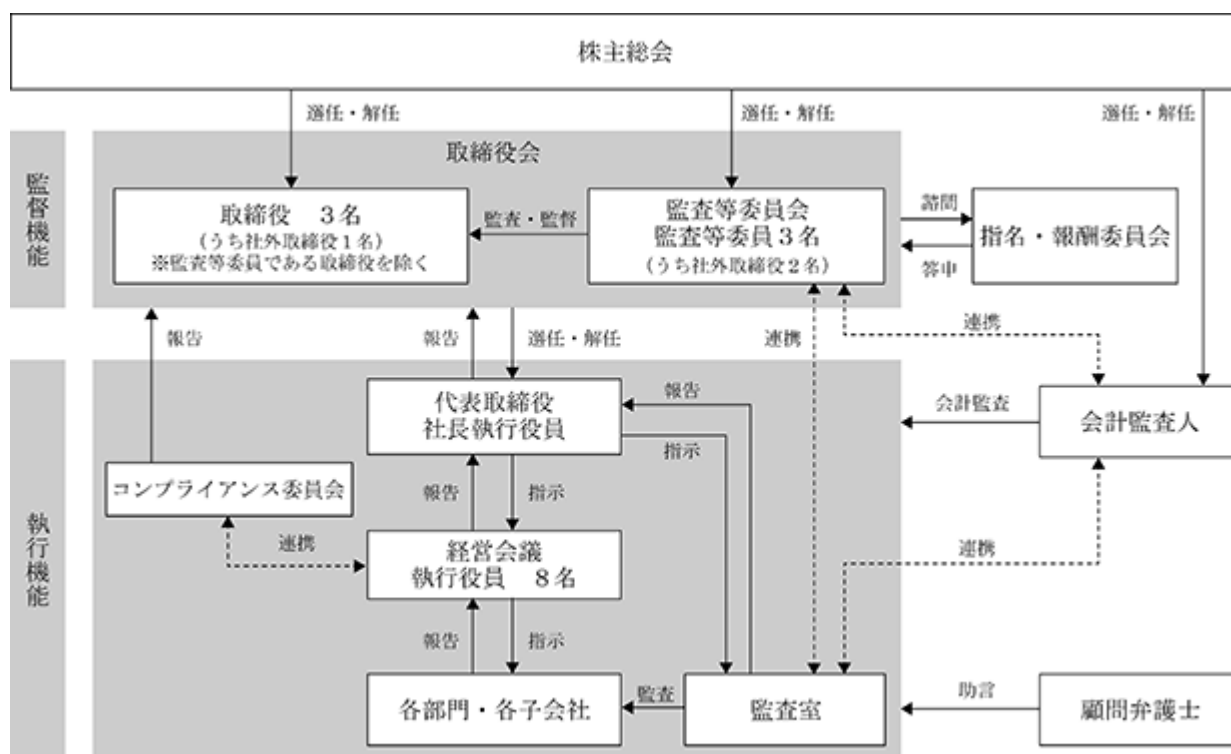 株主総会
選任・解任
選任・解任
選任・解任
監督機能
取締役会
取締役　3名
（うち社外取締役1名）
※監査等委員である取締役を除く
監査・監督
監査等委員会
監査等委員3名
（うち社外取締役2名）
諮問
答申
指名・報酬委員会
報告
報告
選任・解任
連携
連携
執行機能
代表取締役
社長執行役員
報告
指示
会計監査
会計監査人
コンプライアンス委員会
報告
指示
連携
経営会議
執行役員　8名
連携
報告
指示
各部門・各子会社
監査
監査室
助言
顧問弁護士